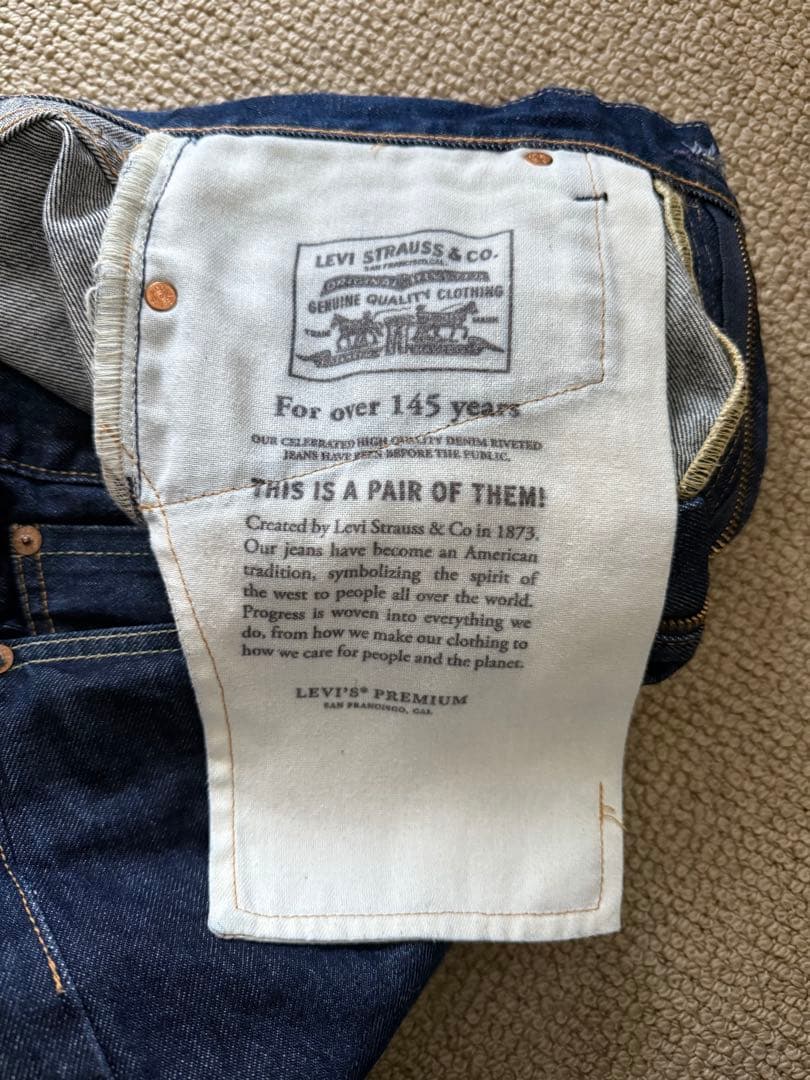 LEVI STRAUSS & CO.
SAN FRANCISCO, CAL.
GENUINE QUALITY CLOTHING
TRADE MARK
For over 145 years
OUR CELEBRATED HIGH QUALITY DENIM RIVETED
JEANS HAVE BEEN BEFORE THE PUBLIC.
THIS IS A PAIR OF THEM!
Created by Levi Strauss & Co in 1873.
Our jeans have become an American
tradition, symbolizing the spirit of
the west to people all over the world.
Progress is woven into everything we
do, from how we make our clothing to
how we care for people and the planet.
LEVI'S® PREMIUM
SAN FRANCISCO, CAL